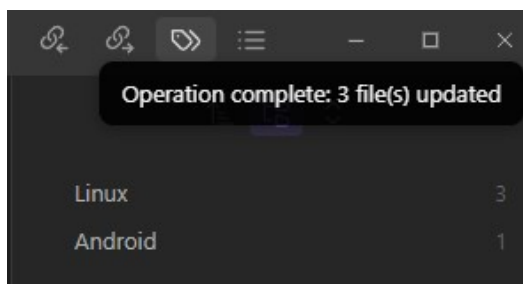 Operation complete: 3 file(s) updated
Linux 3
Android 1